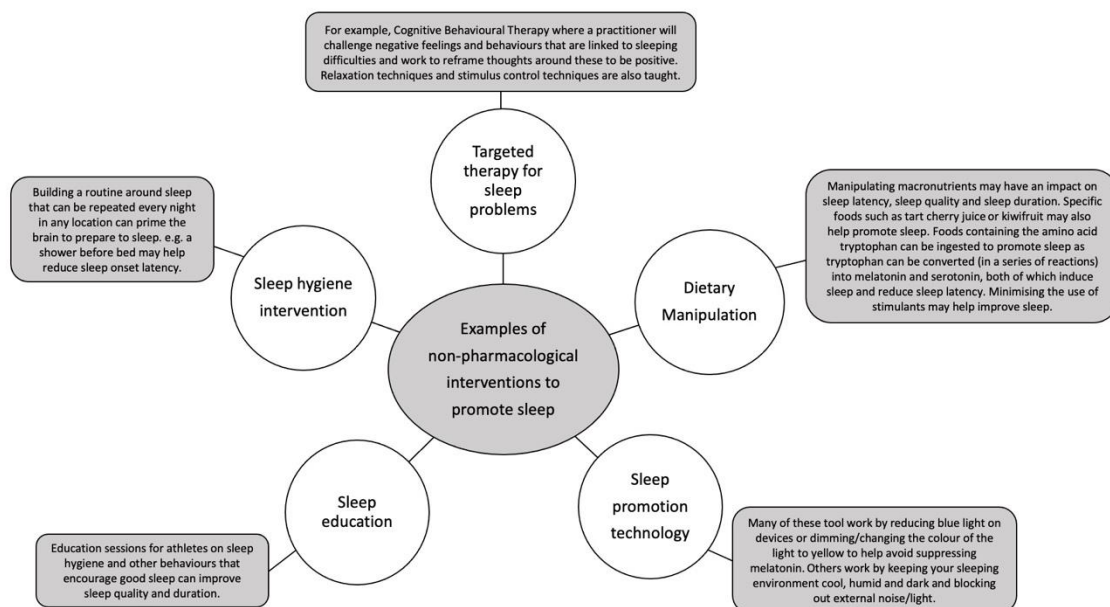 For example, Cognitive Behavioural Therapy where a practitioner will
challenge negative feelings and behaviours that are linked to sleeping
difficulties and work to reframe thoughts around these to be positive.
Relaxation techniques and stimulus control techniques are also taught.
Targeted
therapy for
sleep
problems
Building a routine around sleep
that can be repeated every night
in any location can prime the
brain to prepare to sleep. e.g. a
shower before bed may help
reduce sleep onset latency.
Sleep hygiene
intervention
Manipulating macronutrients may have an impact on
sleep latency, sleep quality and sleep duration. Specific
foods such as tart cherry juice or kiwifruit may also
help promote sleep. Foods containing the amino acid
tryptophan can be ingested to promote sleep as
tryptophan can be converted (in a series of reactions)
into melatonin and serotonin, both of which induce
sleep and reduce sleep latency. Minimising the use of
stimulants may help improve sleep.
Dietary
Manipulation
Examples of
non-pharmacological
interventions to
promote sleep
Sleep
education
Education sessions for athletes on sleep
hygiene and other behaviours that
encourage good sleep can improve
sleep quality and duration.
Sleep
promotion
technology
Many of these tool work by reducing blue light on
devices or dimming/changing the colour of the
light to yellow to help avoid suppressing
melatonin. Others work by keeping your sleeping
environment cool, humid and dark and blocking
out external noise/light.